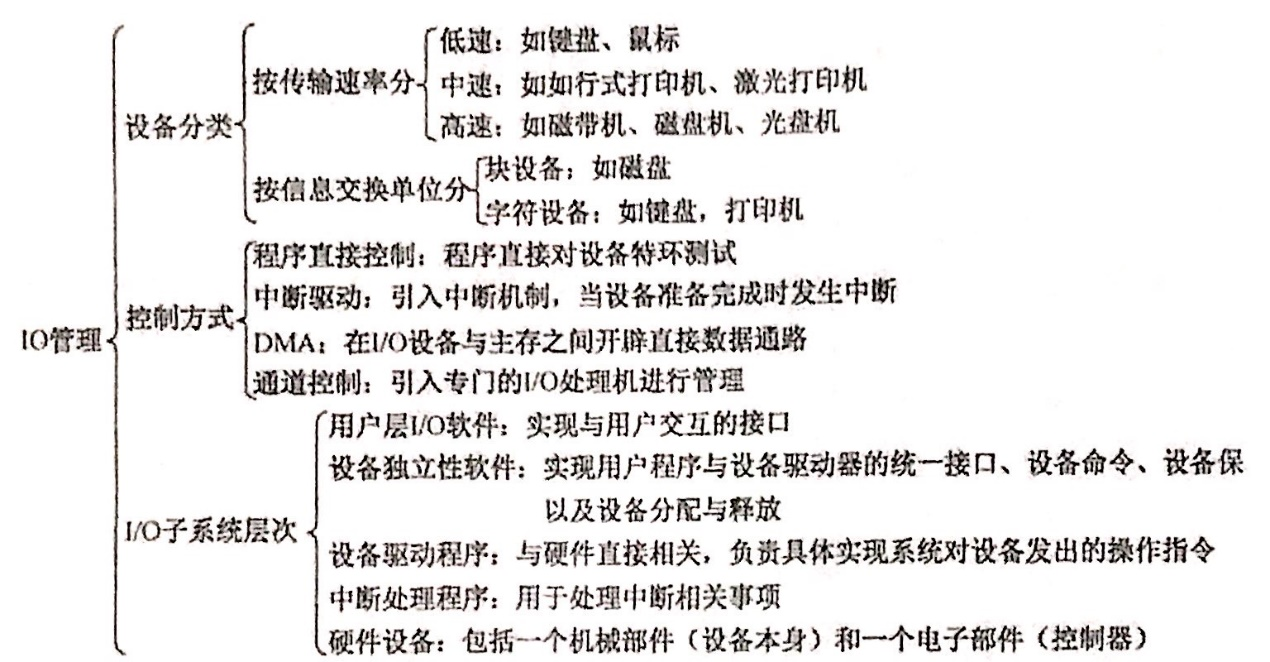 IO管理
设备分类
按传输速率分
低速：如键盘、鼠标
中速：如如行式打印机、激光打印机
高速：如磁带机、磁盘机、光盘机
按信息交换单位分
块设备：如磁盘
字符设备：如键盘，打印机
控制方式
程序直接控制：程序直接对设备特环测试
中断驱动：引入中断机制，当设备准备完成时发生中断
DMA：在I/O设备与主存之间开辟直接数据通路
通道控制：引入专门的I/O处理机进行管理
I/O子系统层次
用户层I/O软件：实现与用户交互的接口
设备独立性软件：实现用户程序与设备驱动器的统一接口、设备命令、设备保
以及设备分配与释放
设备驱动程序：与硬件直接相关，负责具体实现系统对设备发出的操作指令
中断处理程序：用于处理中断相关事项
硬件设备：包括一个机械部件（设备本身）和一个电子部件（控制器）